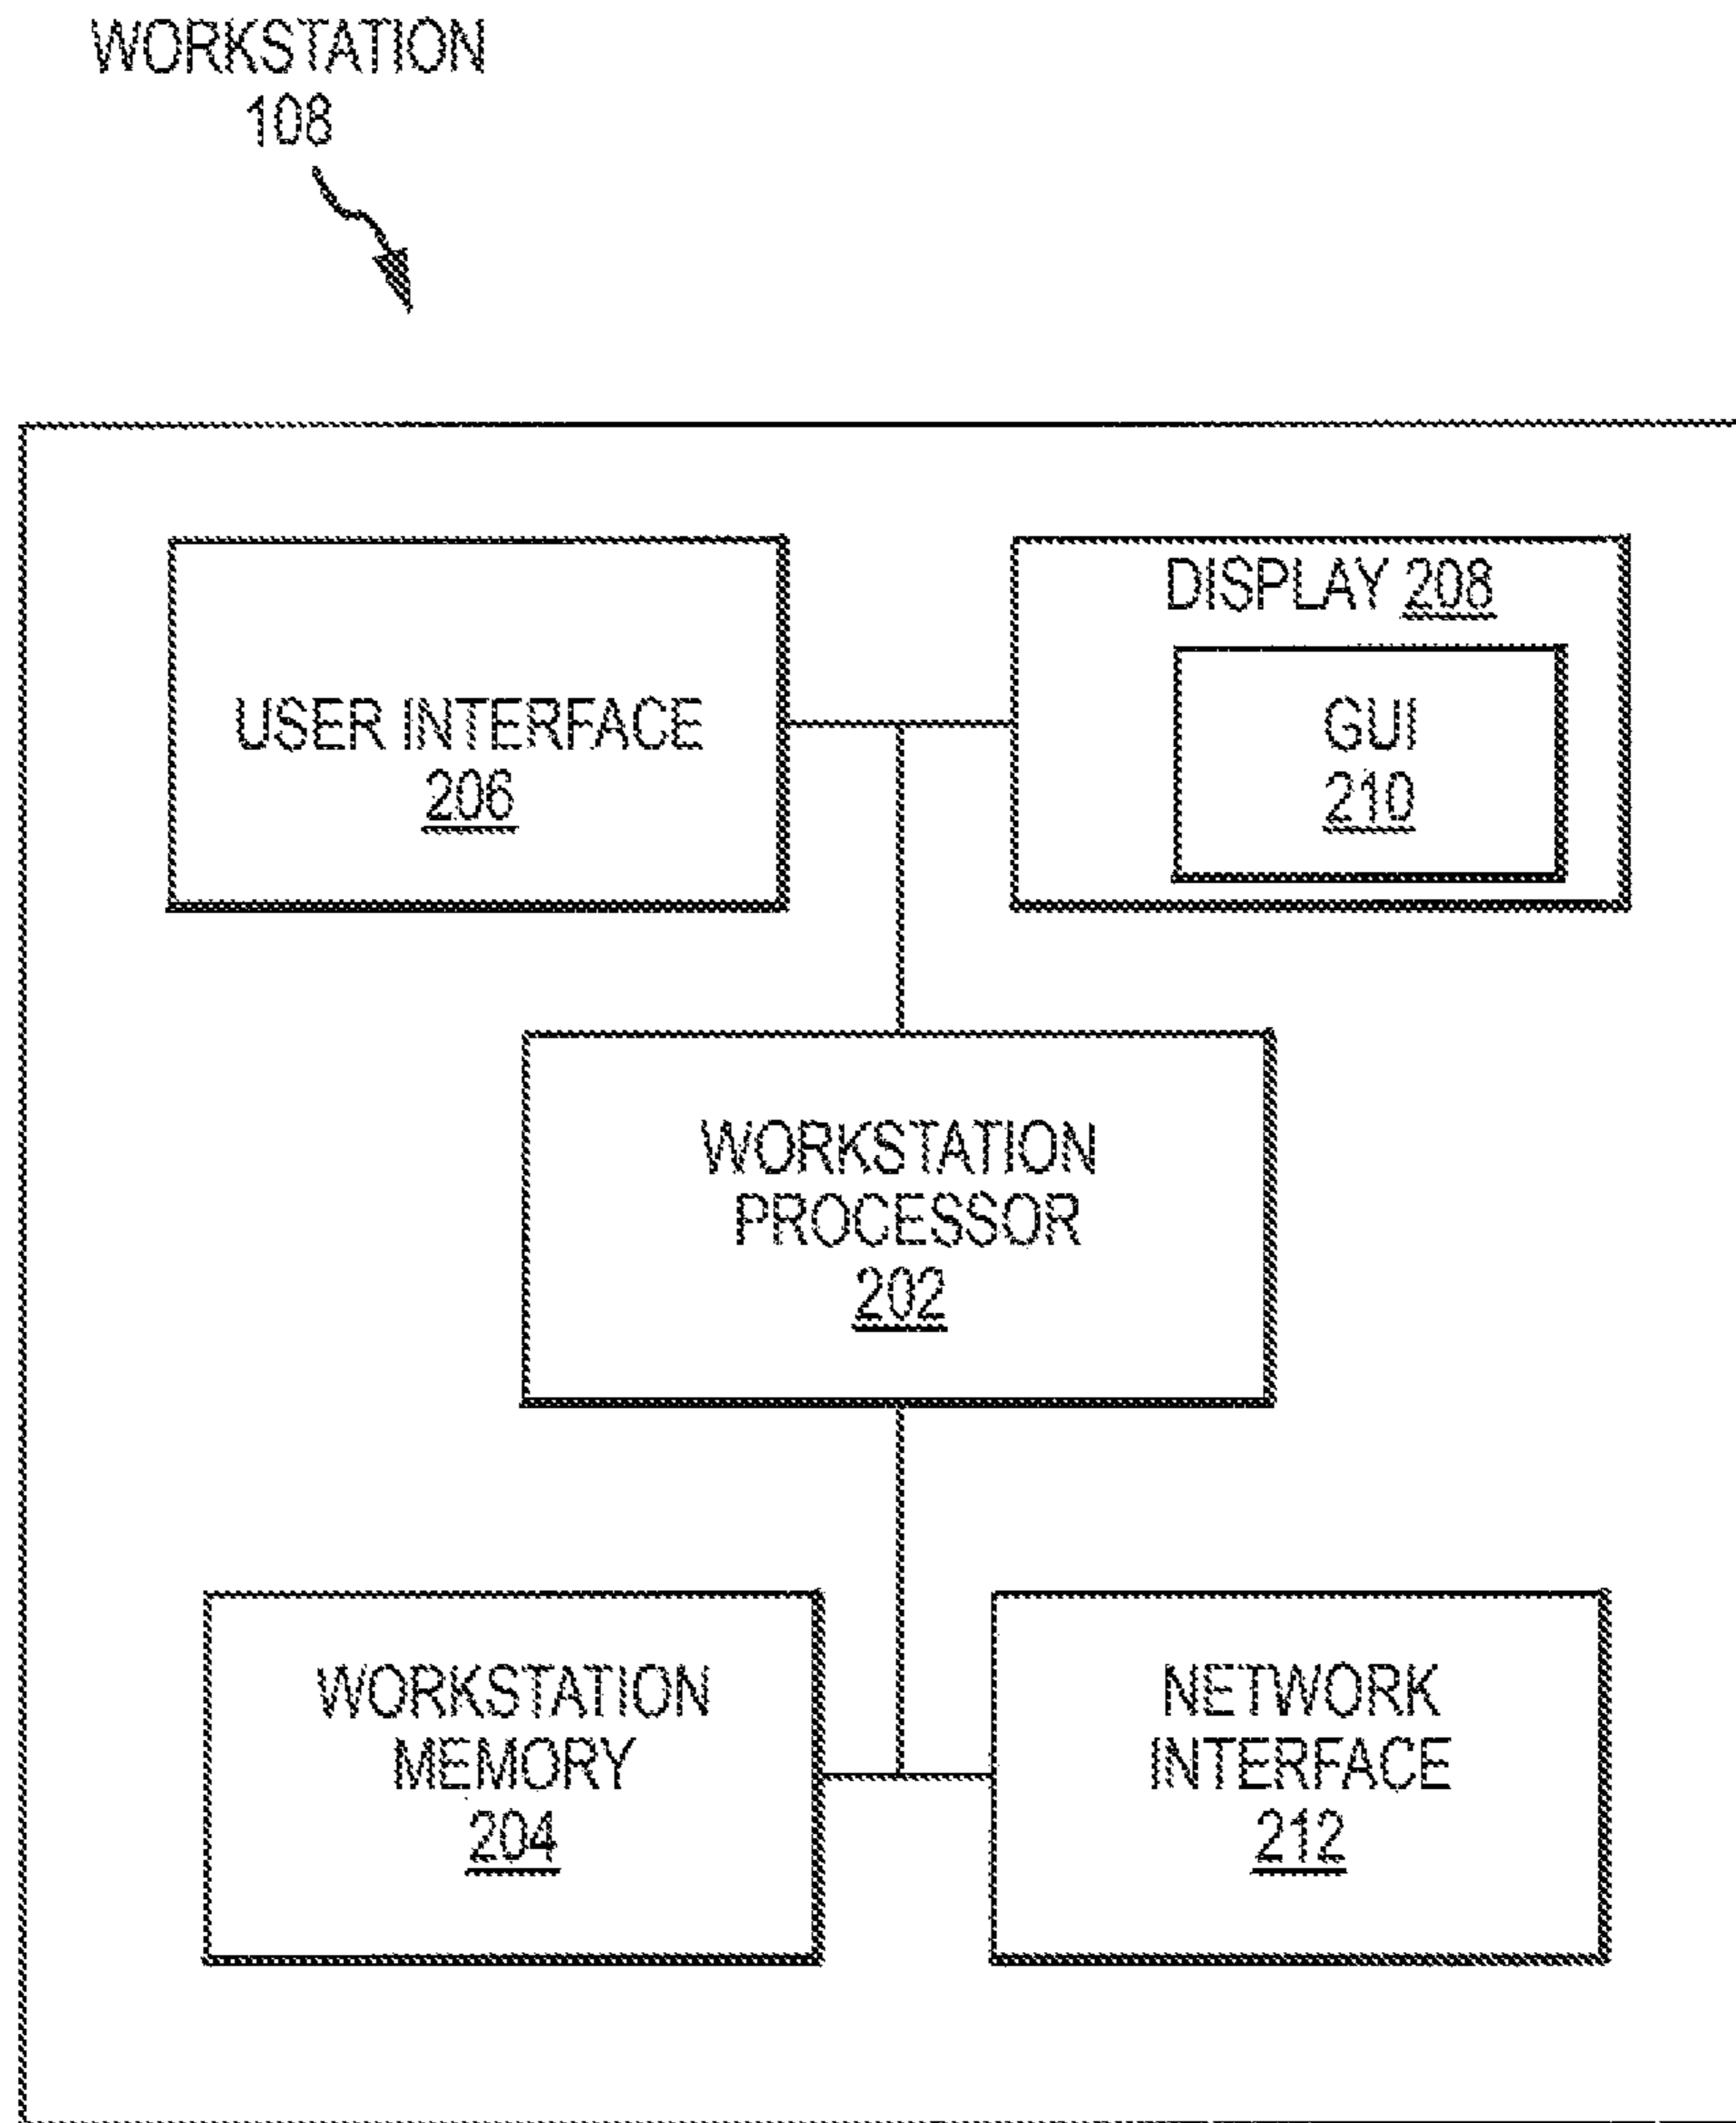 WORKSTATION
108
DISPLAY 208
GUI
210
USER INTERFACE
206
WORKSTATION
PROCESSOR
202
WORKSTATION
MEMORY
204
NETWORK
INTERFACE
212